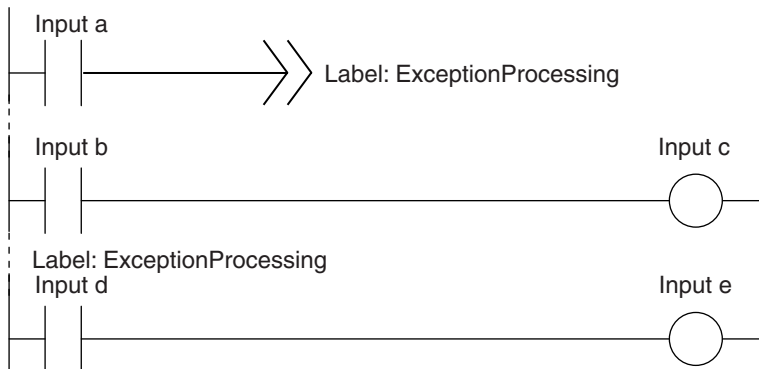 Input a
Label: ExceptionProcessing
Input b
Input c
Label: ExceptionProcessing
Input d
Input e